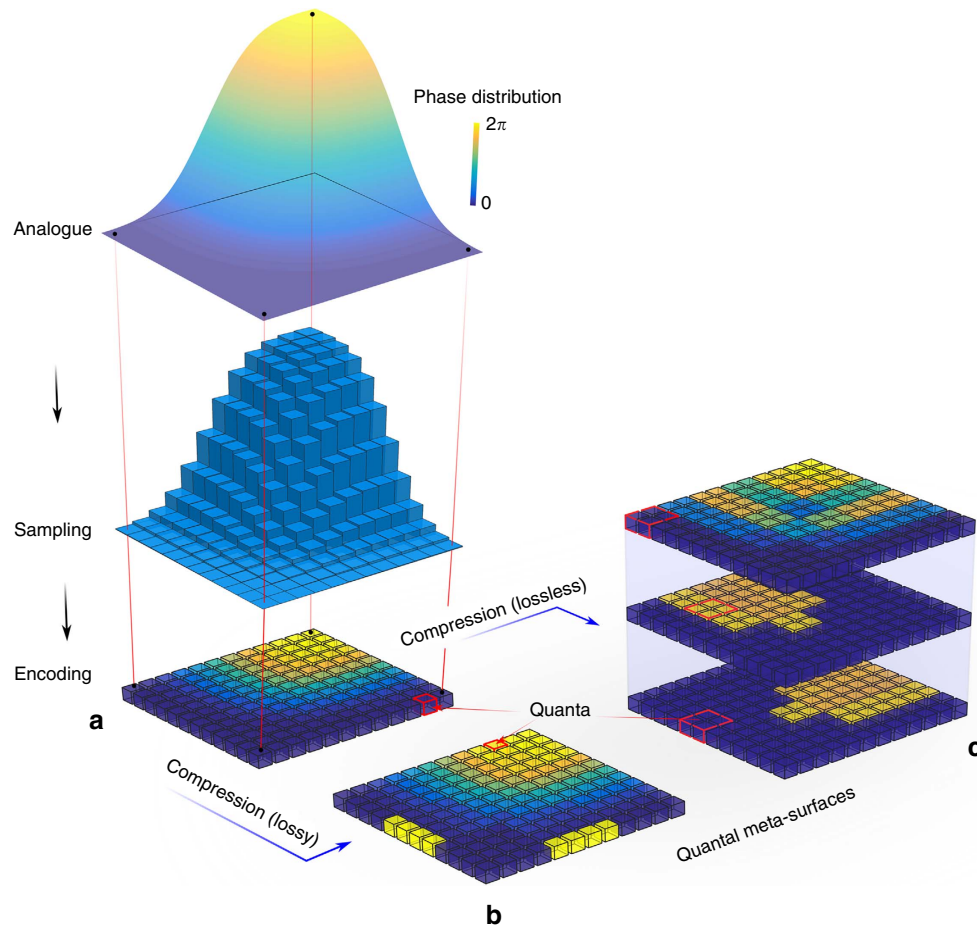 Phase distribution
2π
0
Analogue
Sampling
Compression (lossless)
Encoding
a
Quanta
Compression (lossy)
Quantal meta-surfaces
b